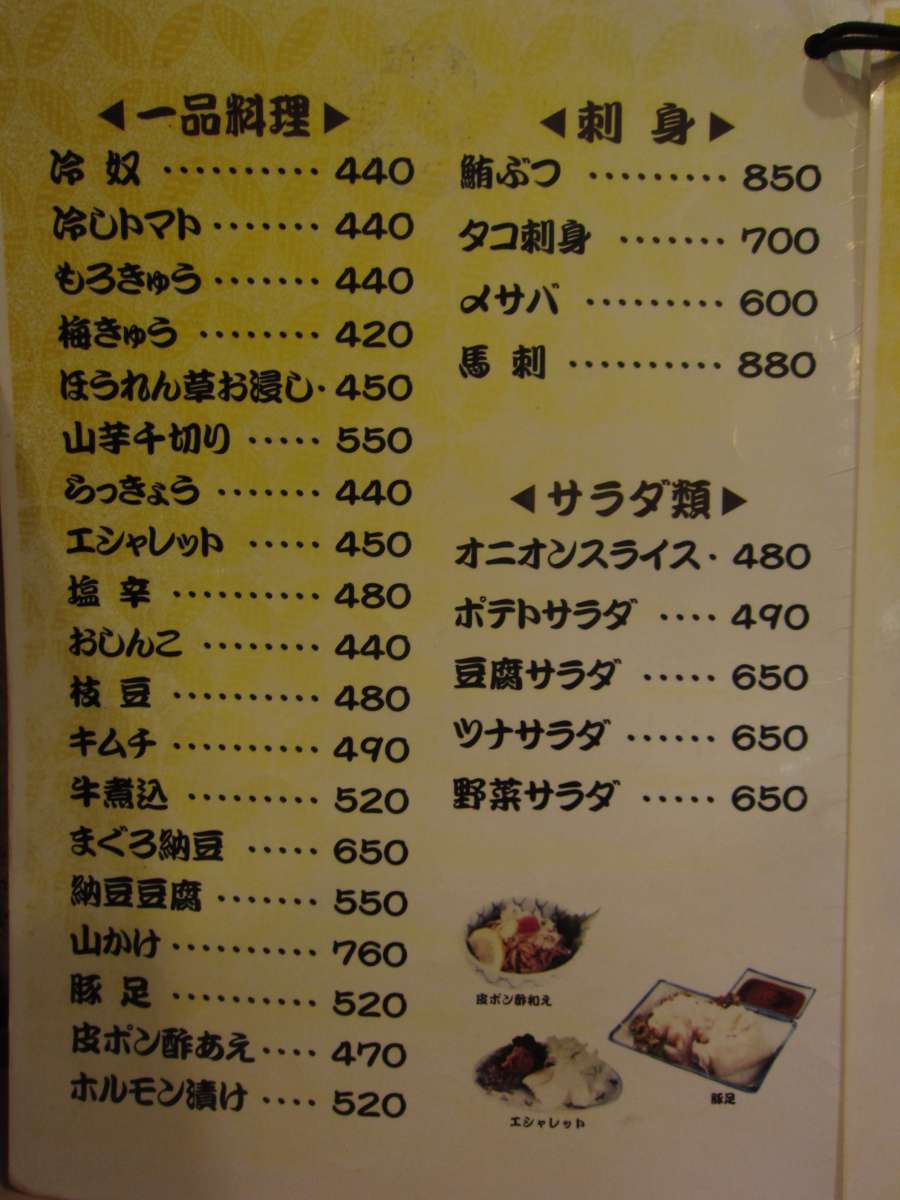 ◀一品料理▶
冷奴 ・・・・・・・・・・ 440
冷しトマト ・・・・・・・ 440
もろきゅう ・・・・・・・ 440
梅きゅう ・・・・・・・・ 420
ほうれん草お浸し・ 450
山芋千切り ・・・・・ 550
らっきょう ・・・・・・・ 440
エシャレット ・・・・・ 450
塩辛 ・・・・・・・・・・ 480
おしんこ ・・・・・・・・ 440
枝豆 ・・・・・・・・・・ 480
キムチ ・・・・・・・・・・ 490
牛煮込 ・・・・・・・・・ 520
まぐろ納豆 ・・・・・ 650
納豆豆腐 ・・・・・・・ 550
山かけ ・・・・・・・・・・ 760
豚足 ・・・・・・・・・・ 520
皮ポン酢あえ ・・・・ 470
ホルモン漬け ・・・・ 520
◀刺身▶
鮪ぶつ ・・・・・・・・・ 850
タコ刺身 ・・・・・・・ 700
〆サバ ・・・・・・・・・ 600
馬刺 ・・・・・・・・・・ 880
◀サラダ類▶
オニオンスライス・ 480
ポテトサラダ ・・・・ 490
豆腐サラダ ・・・・・ 650
ツナサラダ ・・・・・・ 650
野菜サラダ ・・・・・ 650
皮ポン酢和え
エシャレット
豚足